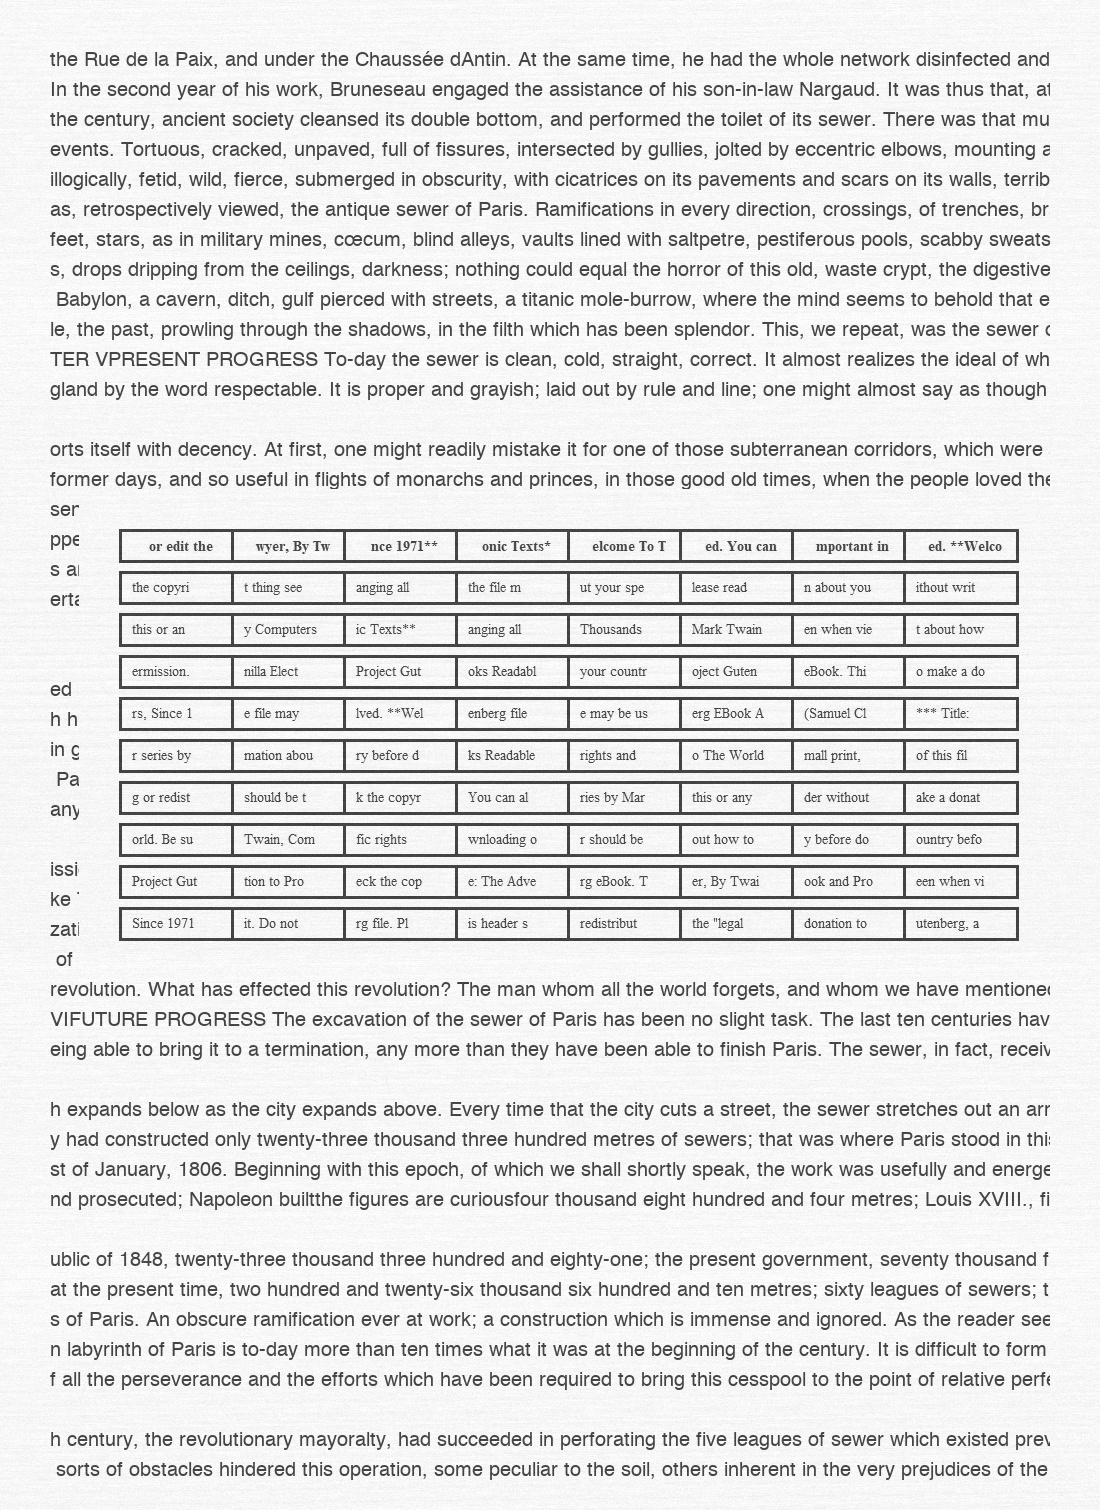 the Rue de la Paix, and under the Chaussée dAntin. At the same time, he had the whole network disinfected and
In the second year of his work, Bruneseau engaged the assistance of his son-in-law Nargaud. It was thus that, at
the century, ancient society cleansed its double bottom, and performed the toilet of its sewer. There was that mu
events. Tortuous, cracked, unpaved, full of fissures, intersected by gullies, jolted by eccentric elbows, mounting a
illogically, fetid, wild, fierce, submerged in obscurity, with cicatrices on its pavements and scars on its walls, terrib
as, retrospectively viewed, the antique sewer of Paris. Ramifications in every direction, crossings, of trenches, br
feet, stars, as in military mines, cœcum, blind alleys, vaults lined with saltpetre, pestiferous pools, scabby sweats
s, drops dripping from the ceilings, darkness; nothing could equal the horror of this old, waste crypt, the digestive
Babylon, a cavern, ditch, gulf pierced with streets, a titanic mole-burrow, where the mind seems to behold that e
le, the past, prowling through the shadows, in the filth which has been splendor. This, we repeat, was the sewer
TER VPRESENT PROGRESS To-day the sewer is clean, cold, straight, correct. It almost realizes the ideal of wh
gland by the word respectable. It is proper and grayish; laid out by rule and line; one might almost say as though
orts itself with decency. At first, one might readily mistake it for one of those subterranean corridors, which were
former days, and so useful in flights of monarchs and princes, in those good old times, when the people loved the
sen
ppe
s a
erta
ed
h h
in g
Pa
any
issi
ke
zati
of
or edit the wyer, By Tw nce 1971** onic Texts* elcome To T ed. You can mportant in ed. **Welco
the copyri t thing see anging all the file m ut your spe lease read n about you ithout writ
this or an y Computers ic Texts** anging all Thousands Mark Twain en when vie t about how
ermission. nilla Elect Project Gut oks Readabl your countr oject Guten eBook. Thi o make a do
rs, Since 1 e file may lved. **Wel enberg file e may be us erg EBook A (Samuel Cl *** Title:
r series by mation abou ry before d ks Readable rights and o The World mall print, of this fil
g or redist should be t k the copyr You can al ries by Mar this or any der without ake a donat
orld. Be su Twain, Com fic rights wnloading o r should be out how to y before do ountry befo
Project Gut tion to Pro eck the cop e: The Adve rg eBook. T er, By Twai ook and Pro een when vi
Since 1971 it. Do not rg file. Pl is header s redistribut the "legal donation to utenberg, a
revolution. What has effected this revolution? The man whom all the world forgets, and whom we have mentioned
VIFUTURE PROGRESS The excavation of the sewer of Paris has been no slight task. The last ten centuries hav
eing able to bring it to a termination, any more than they have been able to finish Paris. The sewer, in fact, receiv
h expands below as the city expands above. Every time that the city cuts a street, the sewer stretches out an arm
y had constructed only twenty-three thousand three hundred metres of sewers; that was where Paris stood in this
st of January, 1806. Beginning with this epoch, of which we shall shortly speak, the work was usefully and energe
nd prosecuted; Napoleon builtthe figures are curiousfour thousand eight hundred and four metres; Louis XVIII., fi
ublic of 1848, twenty-three thousand three hundred and eighty-one; the present government, seventy thousand f
at the present time, two hundred and twenty-six thousand six hundred and ten metres; sixty leagues of sewers; t
s of Paris. An obscure ramification ever at work; a construction which is immense and ignored. As the reader see
n labyrinth of Paris is to-day more than ten times what it was at the beginning of the century. It is difficult to form
f all the perseverance and the efforts which have been required to bring this cesspool to the point of relative perfe
h century, the revolutionary mayoralty, had succeeded in perforating the five leagues of sewer which existed prev
sorts of obstacles hindered this operation, some peculiar to the soil, others inherent in the very prejudices of the